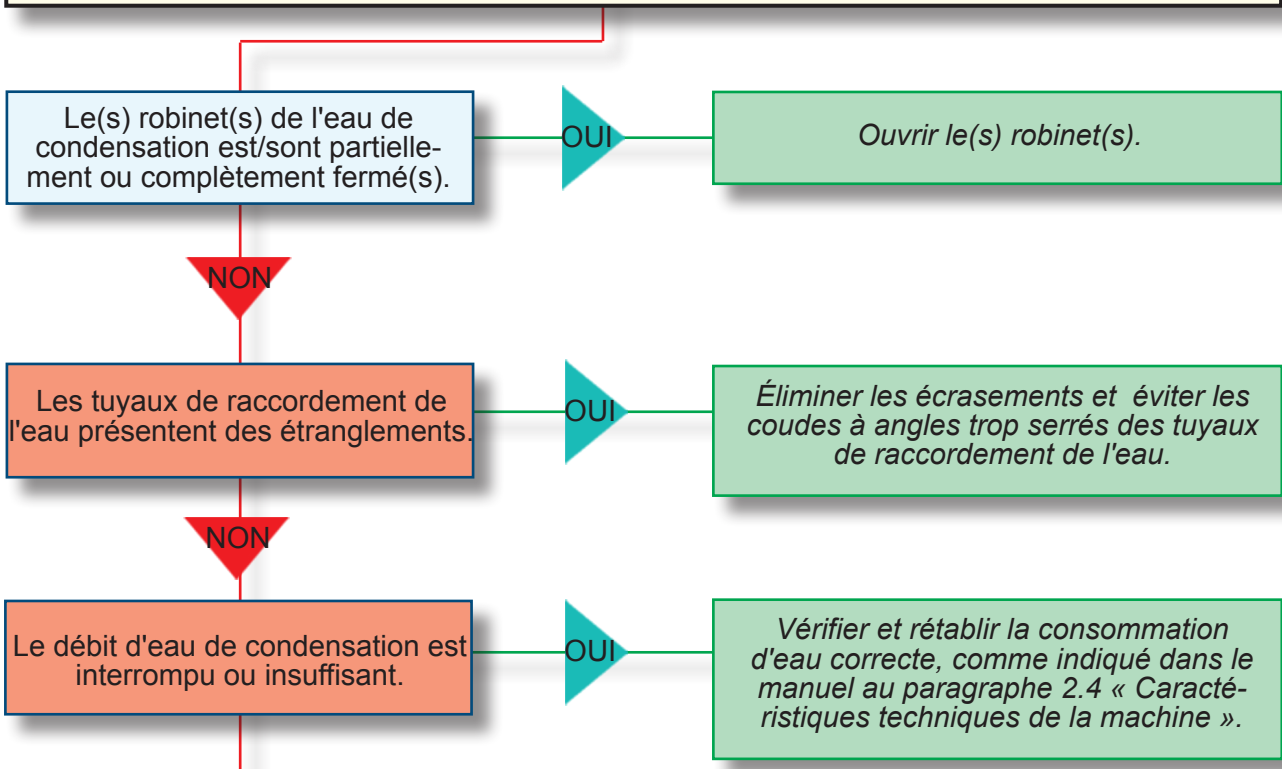 Le(s) robinet(s) de l'eau de
condensation est/sont partielle-
ment ou complètement fermé(s).
OUI
Ouvrir le(s) robinet(s).
NON
Les tuyaux de raccordement de
l'eau présentent des étranglements.
OUI
Éliminer les écrasements et  éviter les
coudes à angles trop serrés des tuyaux
de raccordement de l'eau.
NON
Le débit d'eau de condensation est
interrompu ou insuffisant.
OUI
Vérifier et rétablir la consommation
d'eau correcte, comme indiqué dans le
manuel au paragraphe 2.4 « Caracté-
ristiques techniques de la machine ».